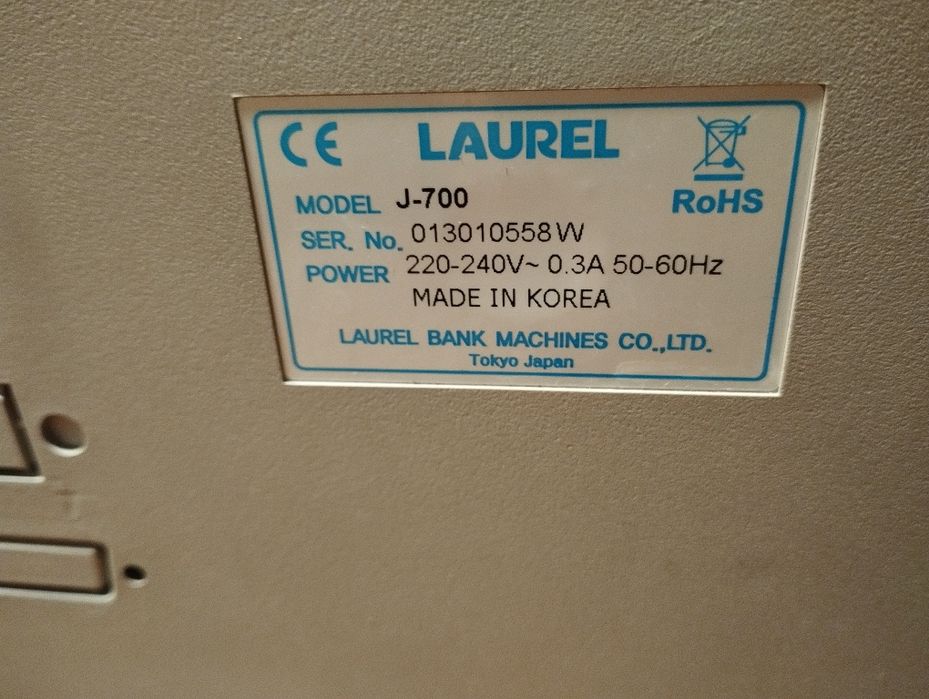 CE LAUREL
RoHS
MODEL J-700
SER. No. 013010558W
POWER 220-240V~ 0.3A 50-60Hz
MADE IN KOREA
LAUREL BANK MACHINES CO.,LTD.
Tokyo Japan